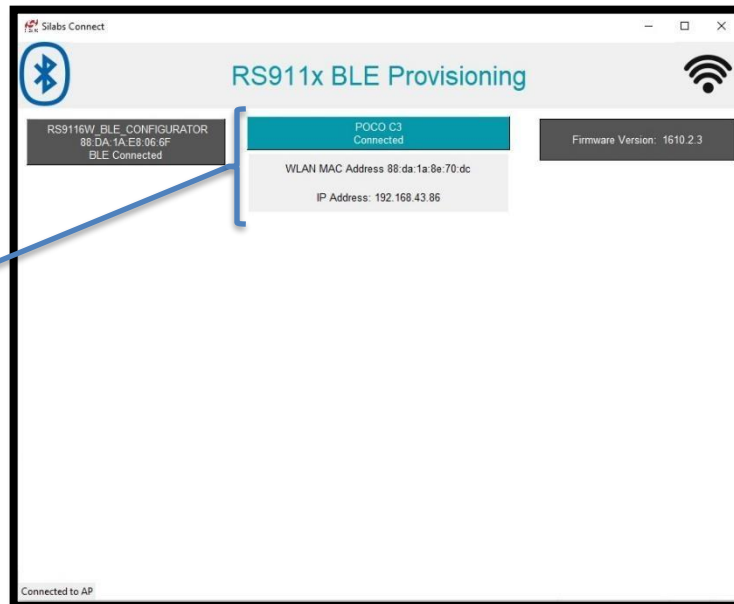 Silabs Connect
RS911x BLE Provisioning
RS9116W_BLE_CONFIGURATOR
88:DA:1A:E8:06:6F
BLE Connected
POCO C3
Connected
WLAN MAC Address 88:da:1a:8e:70:dc
IP Address: 192.168.43.86
Firmware Version: 1610.2.3
Connected to AP